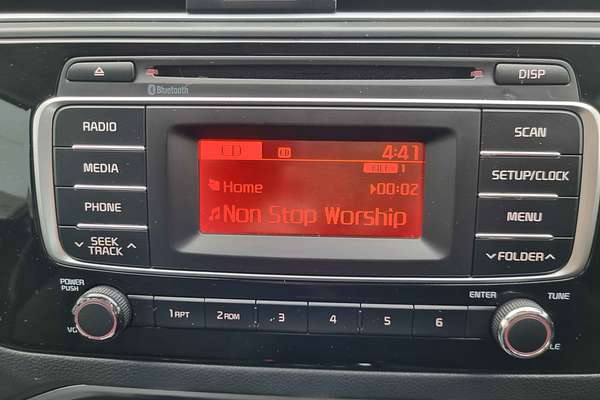 DISP
Bluetooth
RADIO
MEDIA
PHONE
SEEK
TRACK
CD CD 4:41
FILE 1
Home 00:02
Non Stop Worship
SCAN
SETUP/CLOCK
MENU
FOLDER
POWER
PUSH
1 RPT
2 RDM
3
4
5
6
ENTER
TUNE